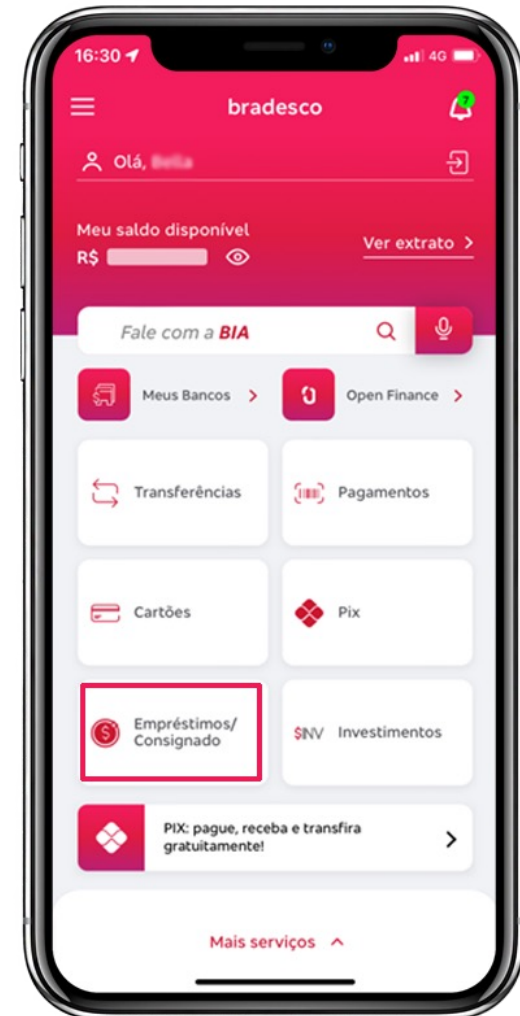 16:30 4G
bradesco
7
Olá,
Meu saldo disponível
R$
Ver extrato >
Fale com a BIA
Meus Bancos >
Open Finance >
Transferências
Pagamentos
Cartões
Pix
Empréstimos/
Consignado
$INV Investimentos
PIX: pague, receba e transfira
gratuitamente!
Mais serviços